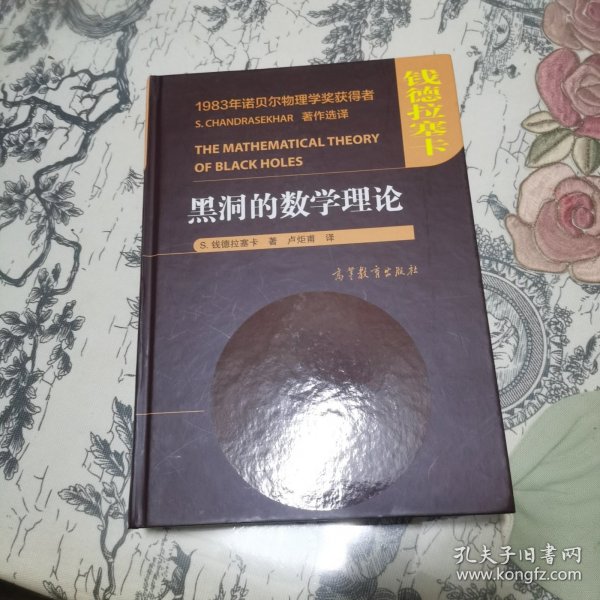 1983年诺贝尔物理学奖获得者
S. CHANDRASEKHAR 著作选译
THE MATHEMATICAL THEORY
OF BLACK HOLES
钱德拉塞卡
黑洞的数学理论
S. 钱德拉塞卡 著 卢炬甫 译
高等教育出版社
孔夫子旧书网
www.kongfz.com